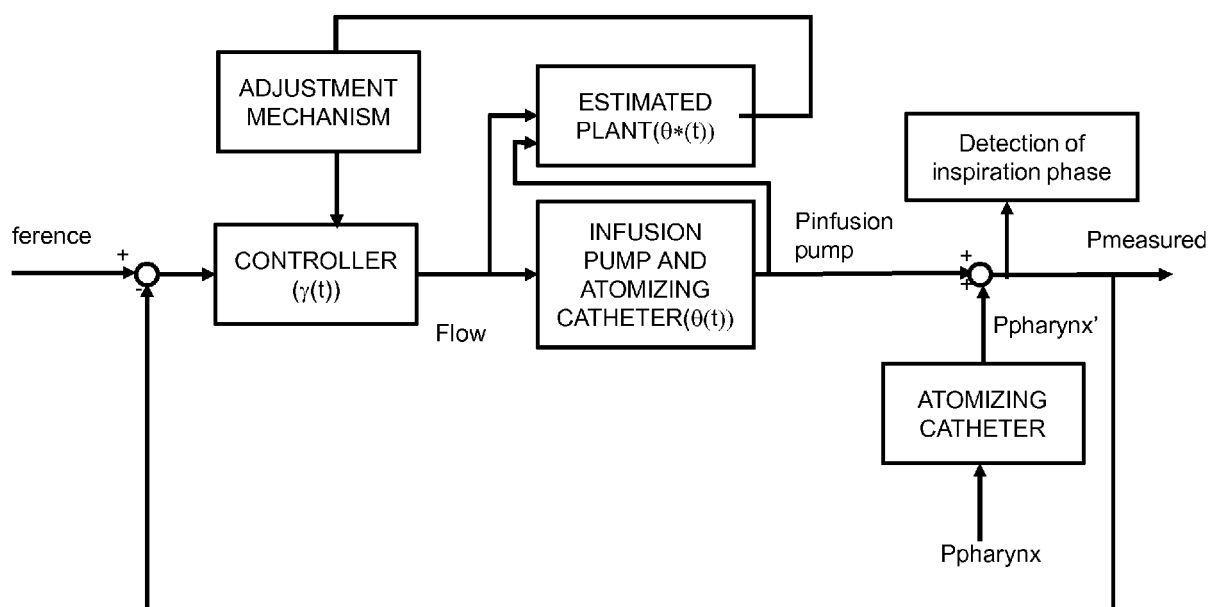 ADJUSTMENT
MECHANISM
ESTIMATED
PLANT(θ*(t))
Detection of
inspiration phase
ference
+
-
CONTROLLER
(γ(t))
Flow
INFUSION
PUMP AND
ATOMIZING
CATHETER(θ(t))
Pinfusion
pump
+
+
Pmeasured
Ppharynx’
ATOMIZING
CATHETER
Ppharynx